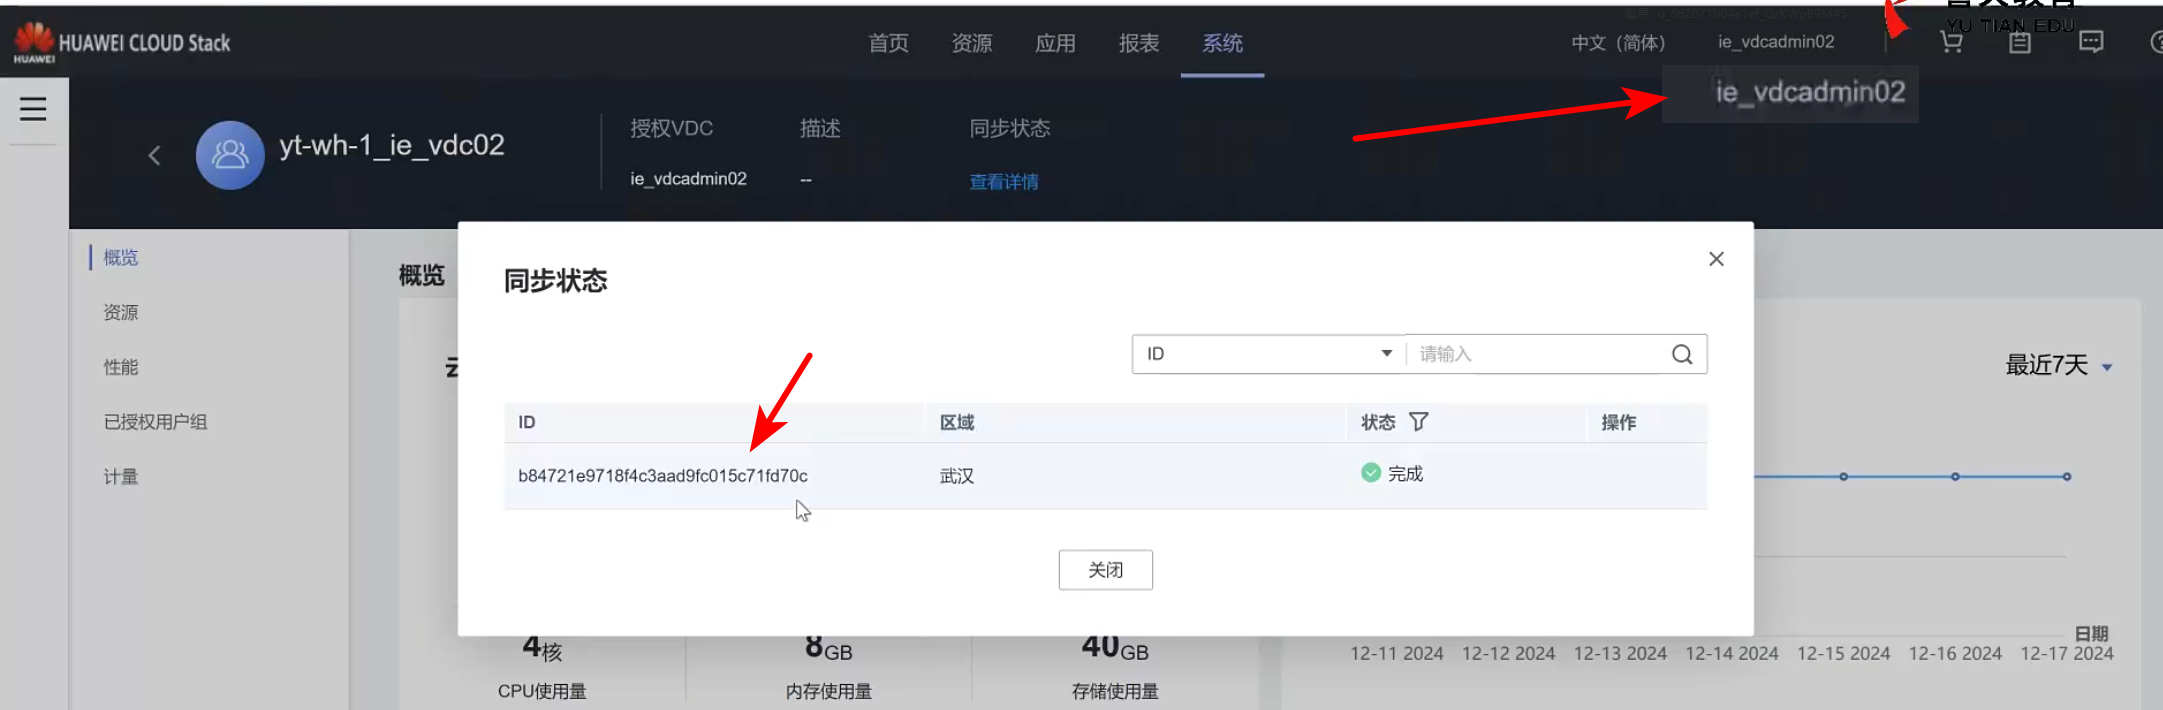 HUAWEI
HUAWEI CLOUD Stack
首页
资源
应用
报表
系统
中文（简体）
ie_vdcadmin02
YU TIAN EDU
ie_vdcadmin02
yt-wh-1_ie_vdc02
授权VDC
描述
同步状态
ie_vdcadmin02
--
查看详情
概览
资源
性能
已授权用户组
计量
概览
同步状态
ID
请输入
最近7天
ID
区域
状态
操作
b84721e9718f4c3aad9fc015c71fd70c
武汉
完成
关闭
4核
8GB
40GB
CPU使用量
内存使用量
存储使用量
日期
12-11 2024
12-12 2024
12-13 2024
12-14 2024
12-15 2024
12-16 2024
12-17 2024